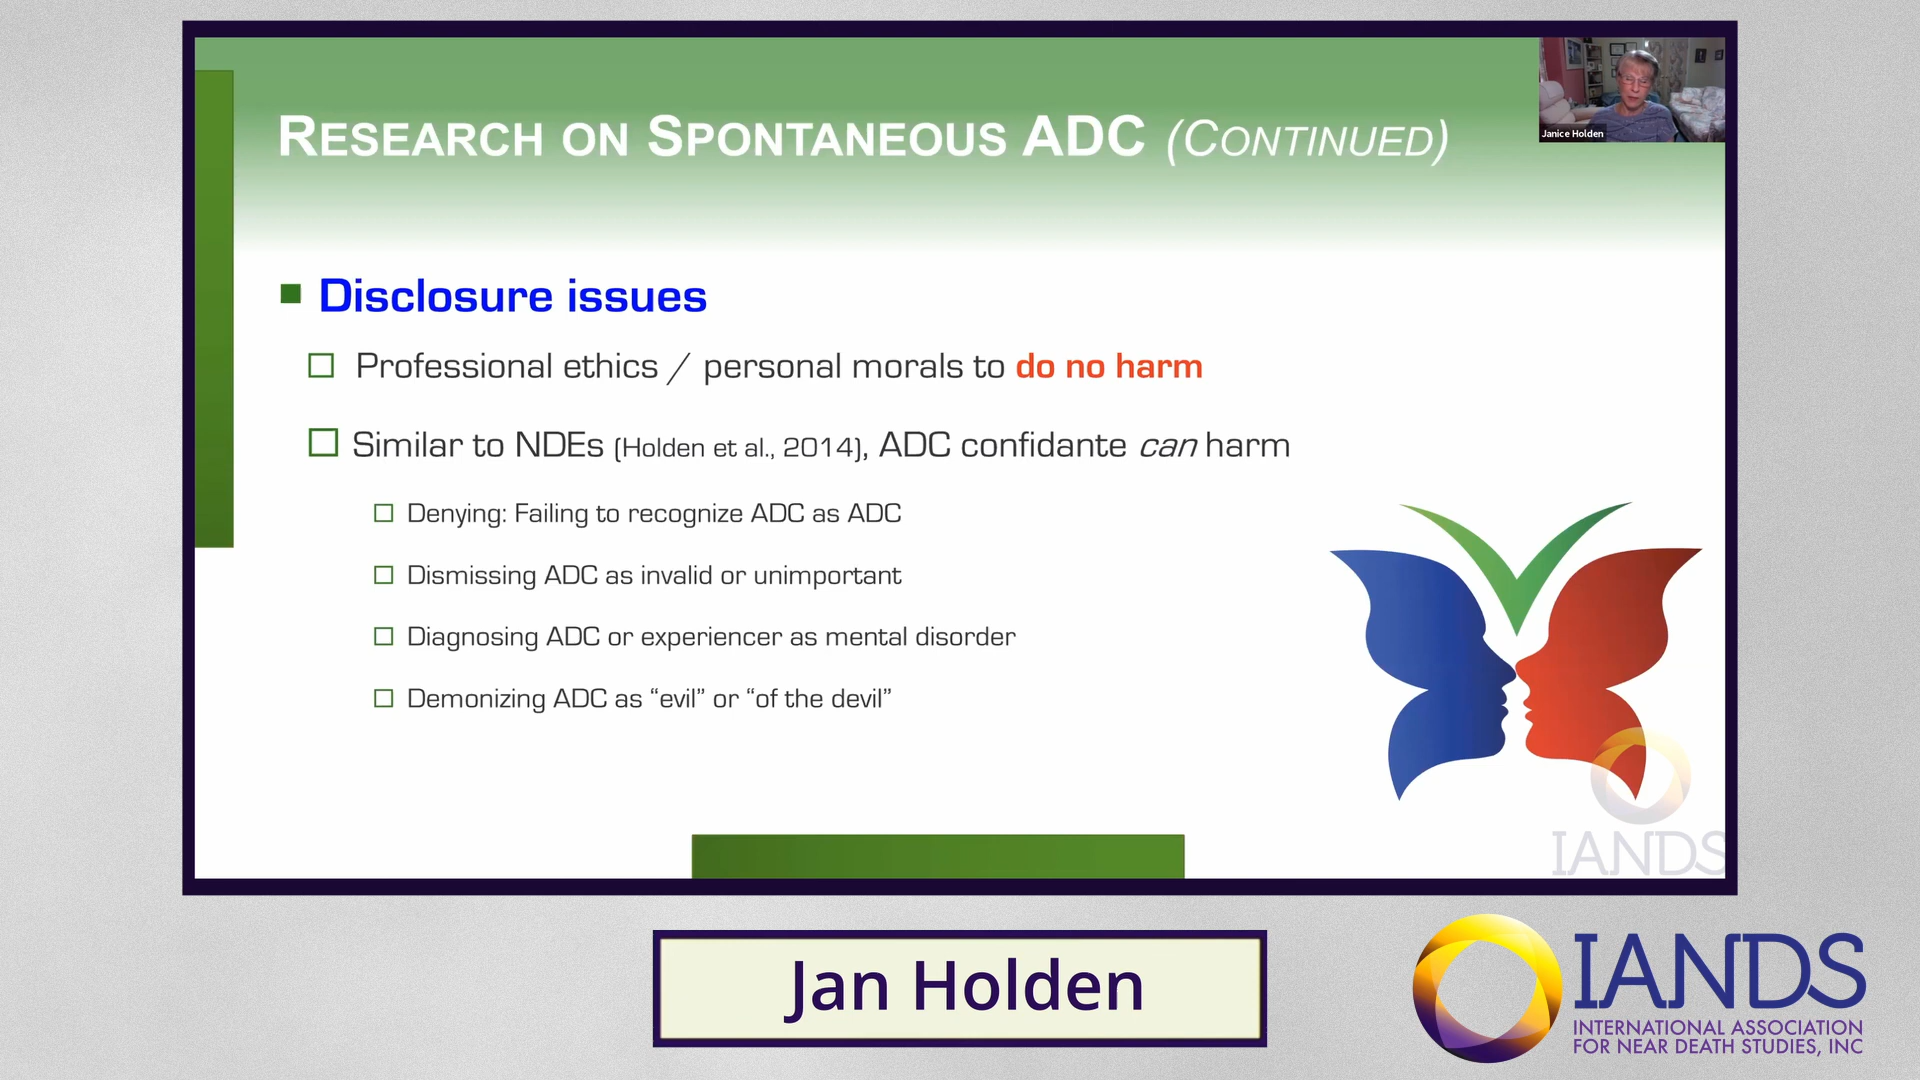 RESEARCH ON SPONTANEOUS ADC (CONTINUED)
Janice Holden
Disclosure issues
Professional ethics / personal morals to do no harm
Similar to NDEs (Holden et al., 2014), ADC confidante can harm
Denying: Failing to recognize ADC as ADC
Dismissing ADC as invalid or unimportant
Diagnosing ADC or experiencer as mental disorder
Demonizing ADC as “evil” or “of the devil”
IANDS
Jan Holden
IANDS
INTERNATIONAL ASSOCIATION
FOR NEAR DEATH STUDIES, INC